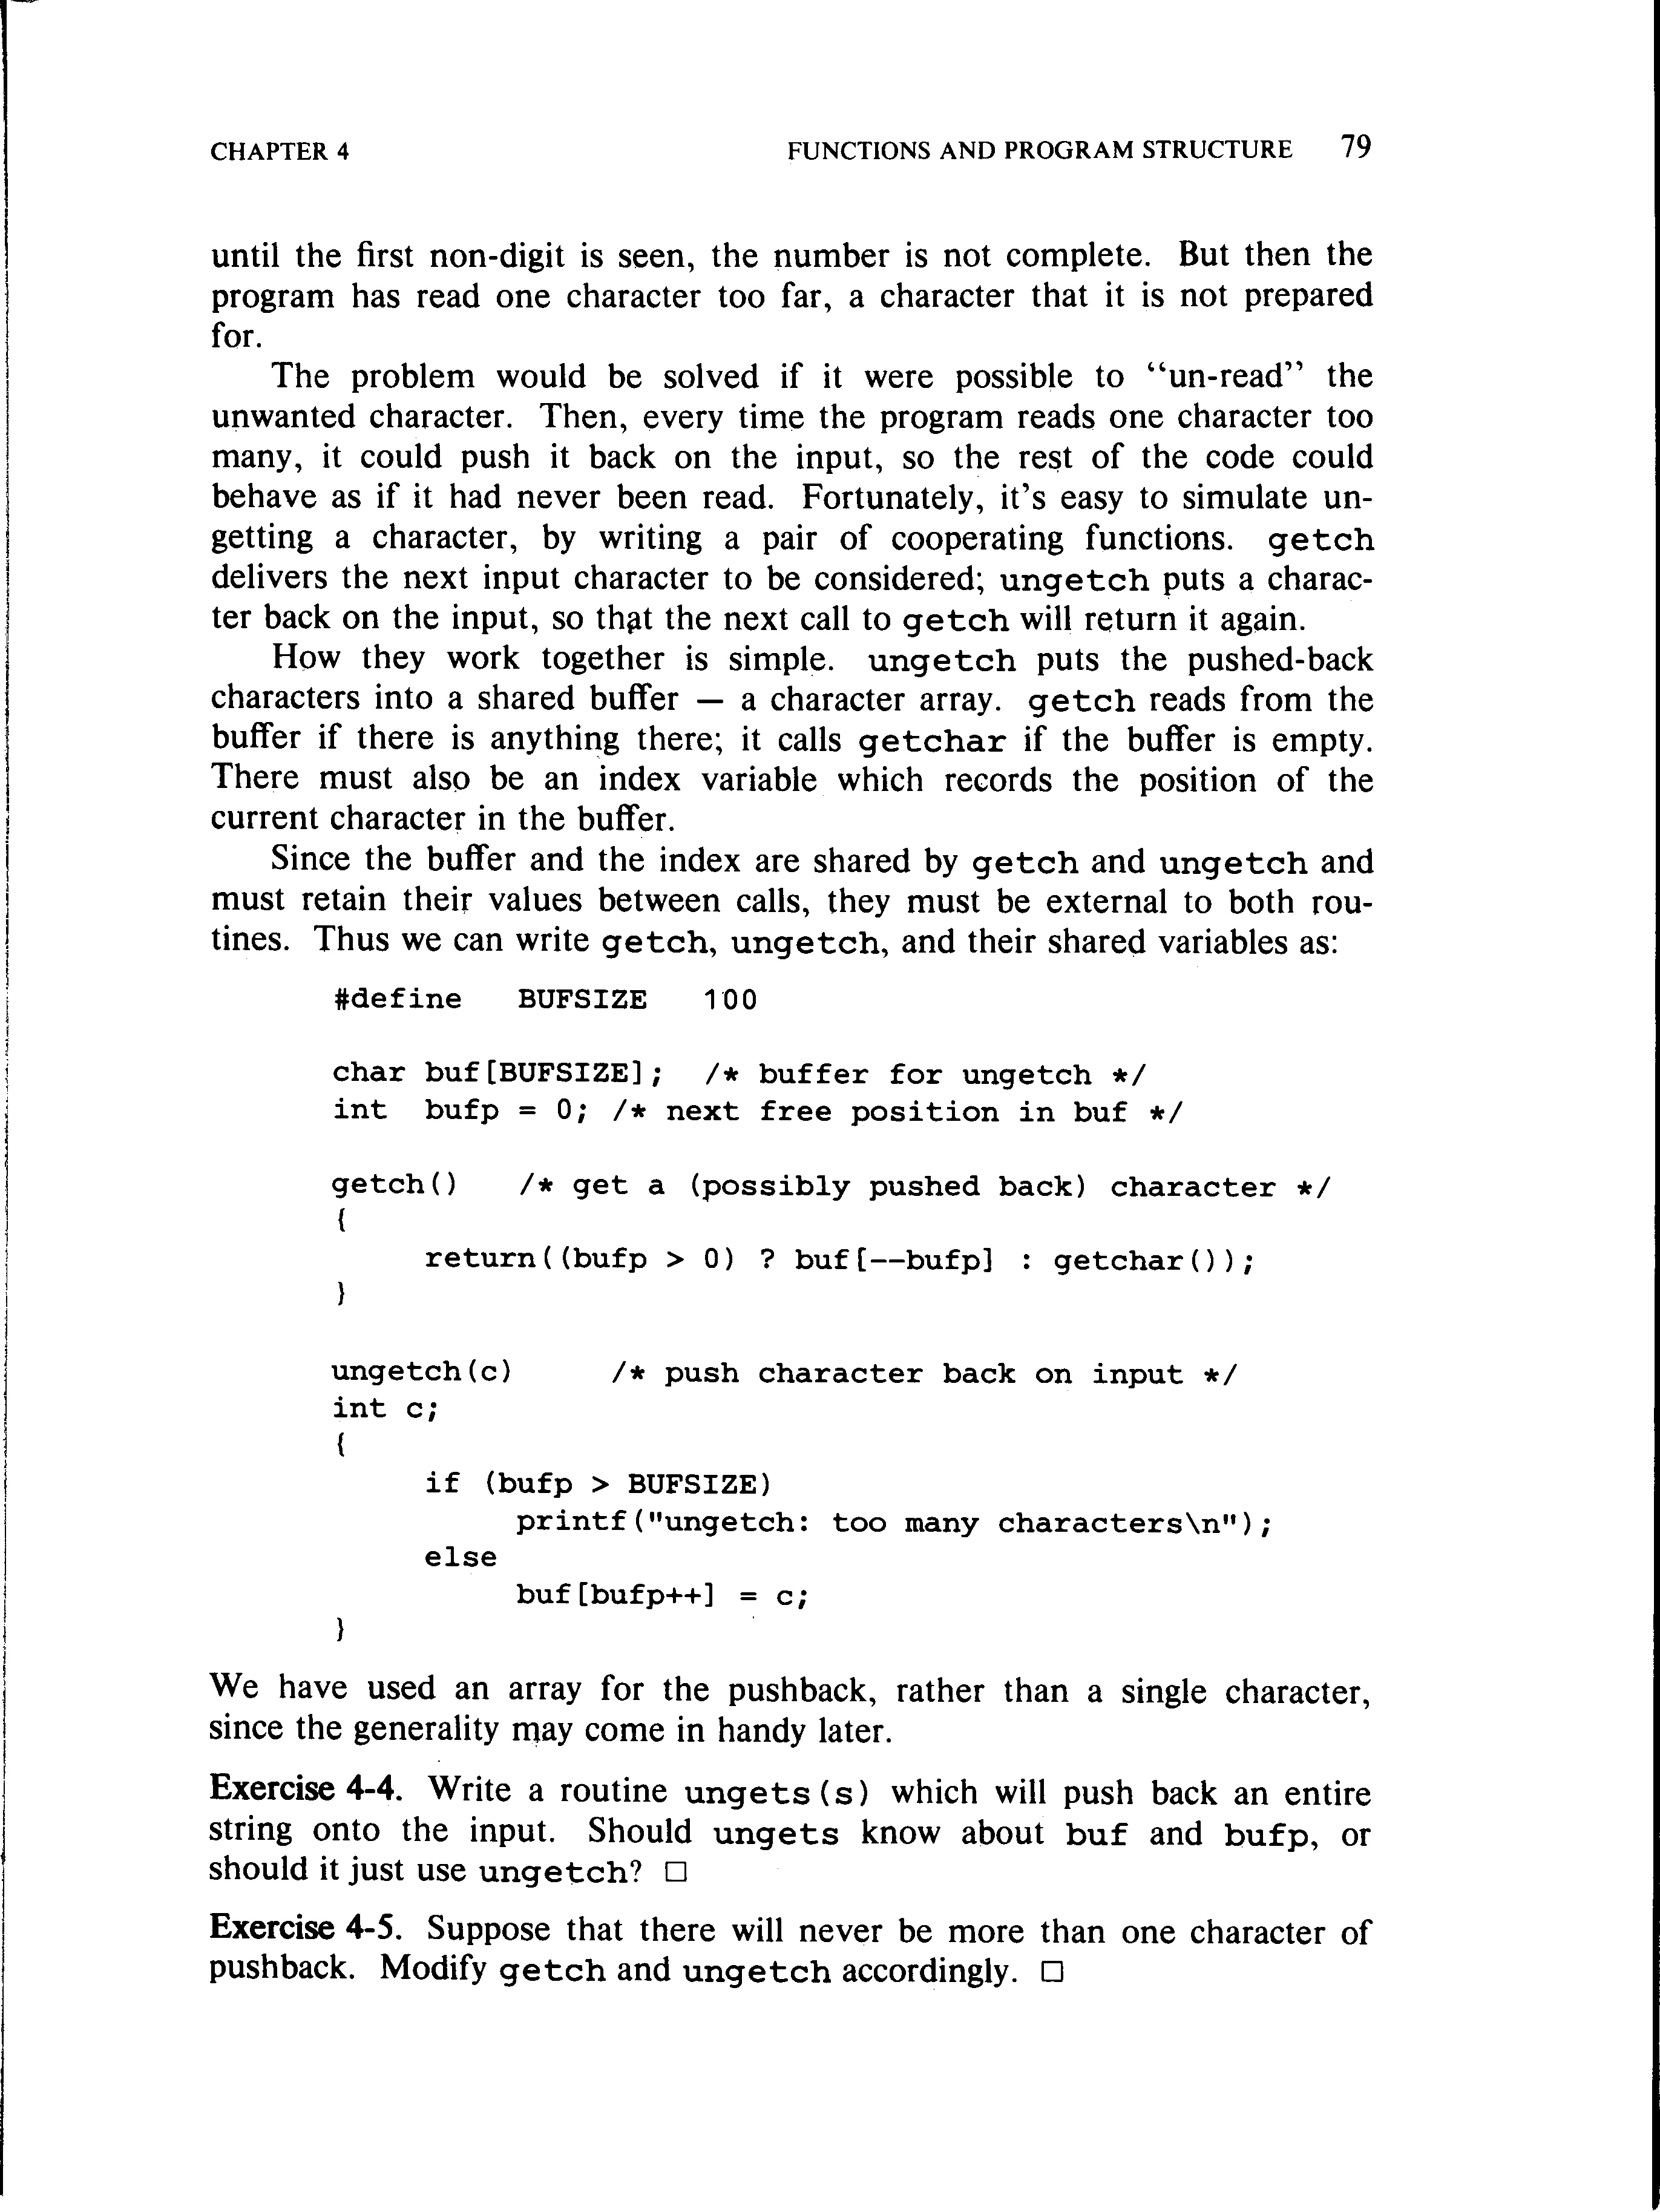 CHAPTER 4 FUNCTIONS AND PROGRAM STRUCTURE 79
until the first non-digit is seen, the number is not complete. But then the
program has read one character too far, a character that it is not prepared
for.
The problem would be solved if it were possible to “un-read” the
unwanted character. Then, every time the program reads one character too
many, it could push it back on the input, so the rest of the code could
behave as if it had never been read. Fortunately, it's easy to simulate un-
getting a character, by writing a pair of cooperating functions. getch
delivers the next input character to be considered; ungetch puts a charac-
ter back on the input, so that the next call to getch will return it again.
How they work together is simple. ungetch puts the pushed-back
characters into a shared buffer — a character array. getch reads from the
buffer if there is anything there; it calls getchar if the buffer is empty.
There must also be an index variable which records the position of the
current character in the buffer.
Since the buffer and the index are shared by getch and ungetch and
must retain their values between calls, they must be external to both rou-
tines. Thus we can write getch, ungetch, and their shared variables as:
#define BUFSIZE 100
char buf[BUFSIZE]; /* buffer for ungetch */
int bufp = 0; /* next free position in buf */
getch() /* get a (possibly pushed back) character */
{
return((bufp > 0) ? buf[--bufp] : getchar());
}
ungetch(c) /* push character back on input */
int c;
{
if (bufp > BUFSIZE)
printf("ungetch: too many characters\n");
else
buf[bufp++] = c;
}
We have used an array for the pushback, rather than a single character,
since the generality may come in handy later.
Exercise 4-4. Write a routine ungets(s) which will push back an entire
string onto the input. Should ungets know about buf and bufp, or
should it just use ungetch? □
Exercise 4-5. Suppose that there will never be more than one character of
pushback. Modify getch and ungetch accordingly. □